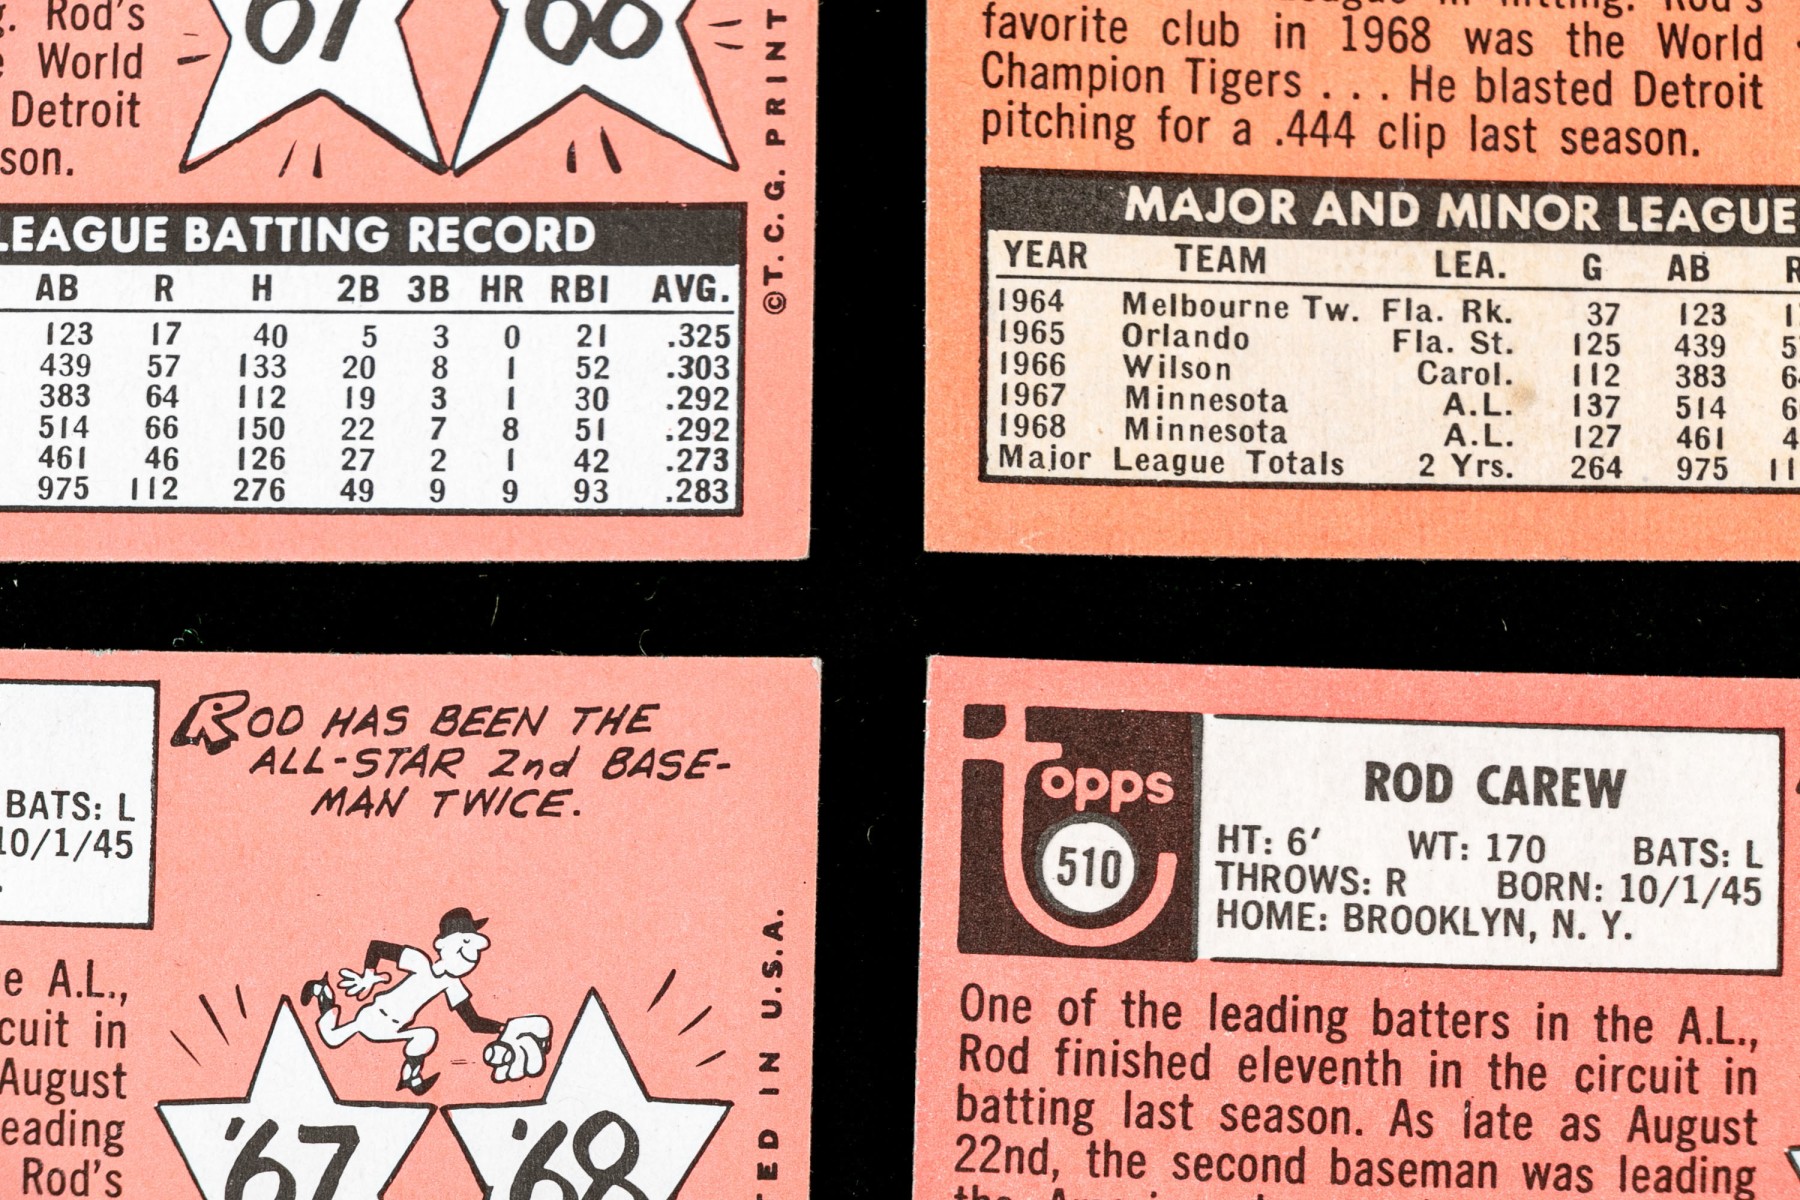 Rod's
World
Detroit
son.
'67
'68
©T. C. G. PRINT
LEAGUE BATTING RECORD
AB R H 2B 3B HR RBI AVG.
123 17 40 5 3 0 21 .325
439 57 133 20 8 1 52 .303
383 64 112 19 3 1 30 .292
514 66 150 22 7 8 51 .292
461 46 126 27 2 1 42 .273
975 112 276 49 9 9 93 .283
favorite club in 1968 was the World
Champion Tigers . . . He blasted Detroit
pitching for a .444 clip last season.
MAJOR AND MINOR LEAGUE
YEAR TEAM LEA. G AB R
1964 Melbourne Tw. Fla. Rk. 37 123
1965 Orlando Fla. St. 125 439
1966 Wilson Carol. 112 383
1967 Minnesota A.L. 137 514
1968 Minnesota A.L. 127 461
Major League Totals 2 Yrs. 264 975
BATS: L
10/1/45
ROD HAS BEEN THE
ALL-STAR 2nd BASE-
MAN TWICE.
A.L.,
cuit in
August
eading
Rod's
'67
'68
TED IN U.S.A.
topps
510
ROD CAREW
HT: 6' WT: 170 BATS: L
THROWS: R BORN: 10/1/45
HOME: BROOKLYN, N. Y.
One of the leading batters in the A.L.,
Rod finished eleventh in the circuit in
batting last season. As late as August
22nd, the second baseman was leading